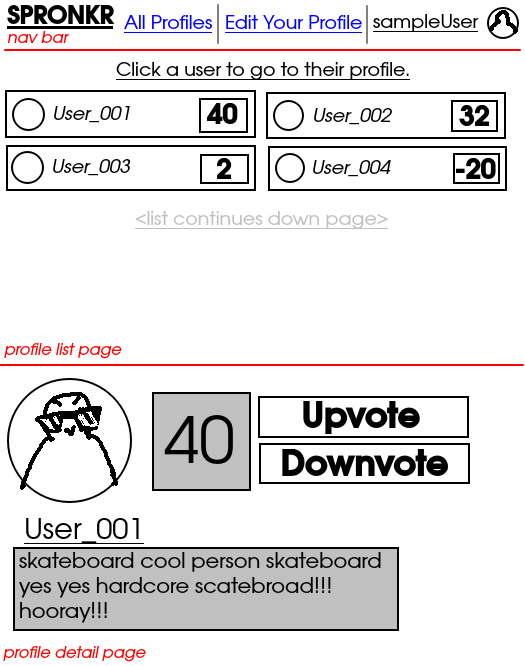 SPRONKR All Profiles Edit Your Profile sampleUser
nav bar
Click a user to go to their profile.
User_001 40 User_002 32
User_003 2 User_004 -20
<list continues down page>
profile list page
40 Upvote
Downvote
User_001
skateboard cool person skateboard
yes yes hardcore scatebroad!!!
hooray!!!
profile detail page